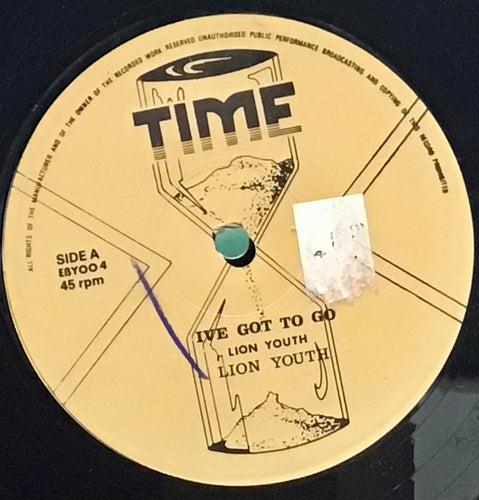 ALL RIGHTS OF THE MANUFACTURER AND OF THE OWNER OF THE RECORDED WORK RESERVED UNAUTHORISED PUBLIC PERFORMANCE BROADCASTING AND COPYING OF THIS RECORD PROHIBITED
TIME
SIDE A
EBY004
45 rpm
IVE GOT TO GO
LION YOUTH
LION YOUTH